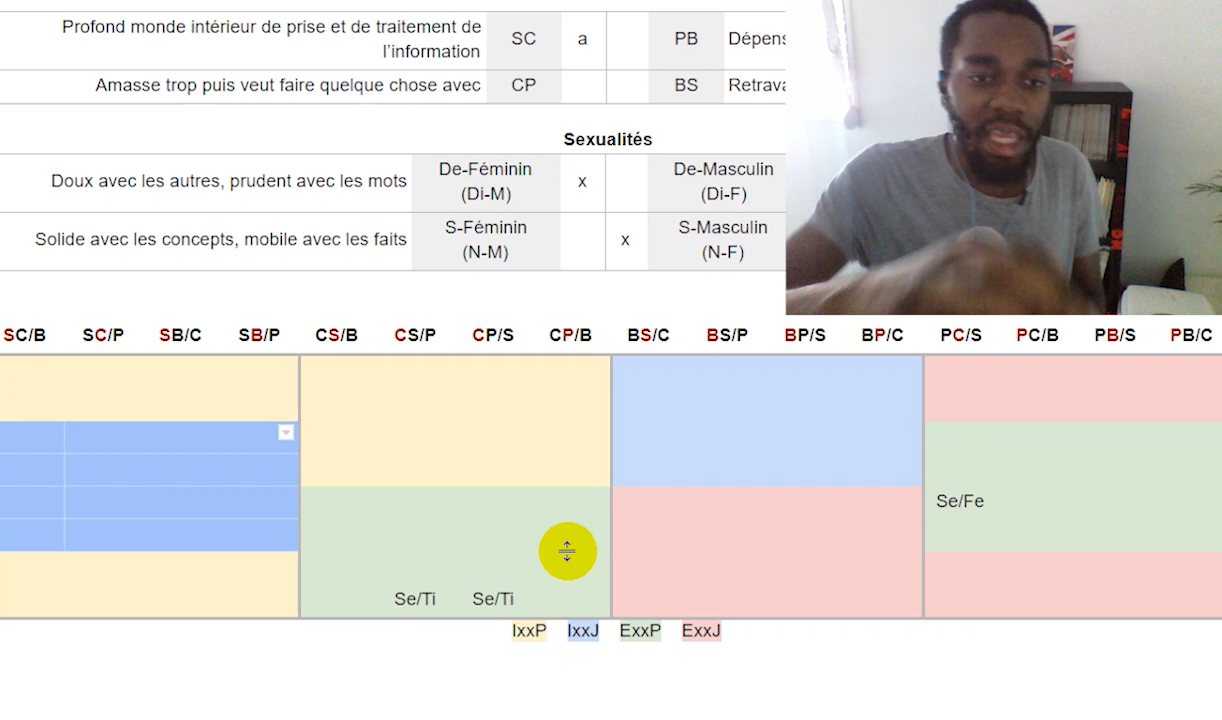 Profond monde intérieur de prise et de traitement de
l'information SC a PB Dépens
Amasse trop puis veut faire quelque chose avec CP BS Retrava
Sexualités
Doux avec les autres, prudent avec les mots De-Féminin (Di-M) x De-Masculin (Di-F)
Solide avec les concepts, mobile avec les faits S-Féminin (N-M) x S-Masculin (N-F)
SC/B SC/P SB/C SB/P CS/B CS/P CP/S CP/B BS/C BS/P BP/S BP/C PC/S PC/B PB/S PB/C
Se/Fe
Se/Ti Se/Ti
IxxP IxxJ ExxP ExxJ